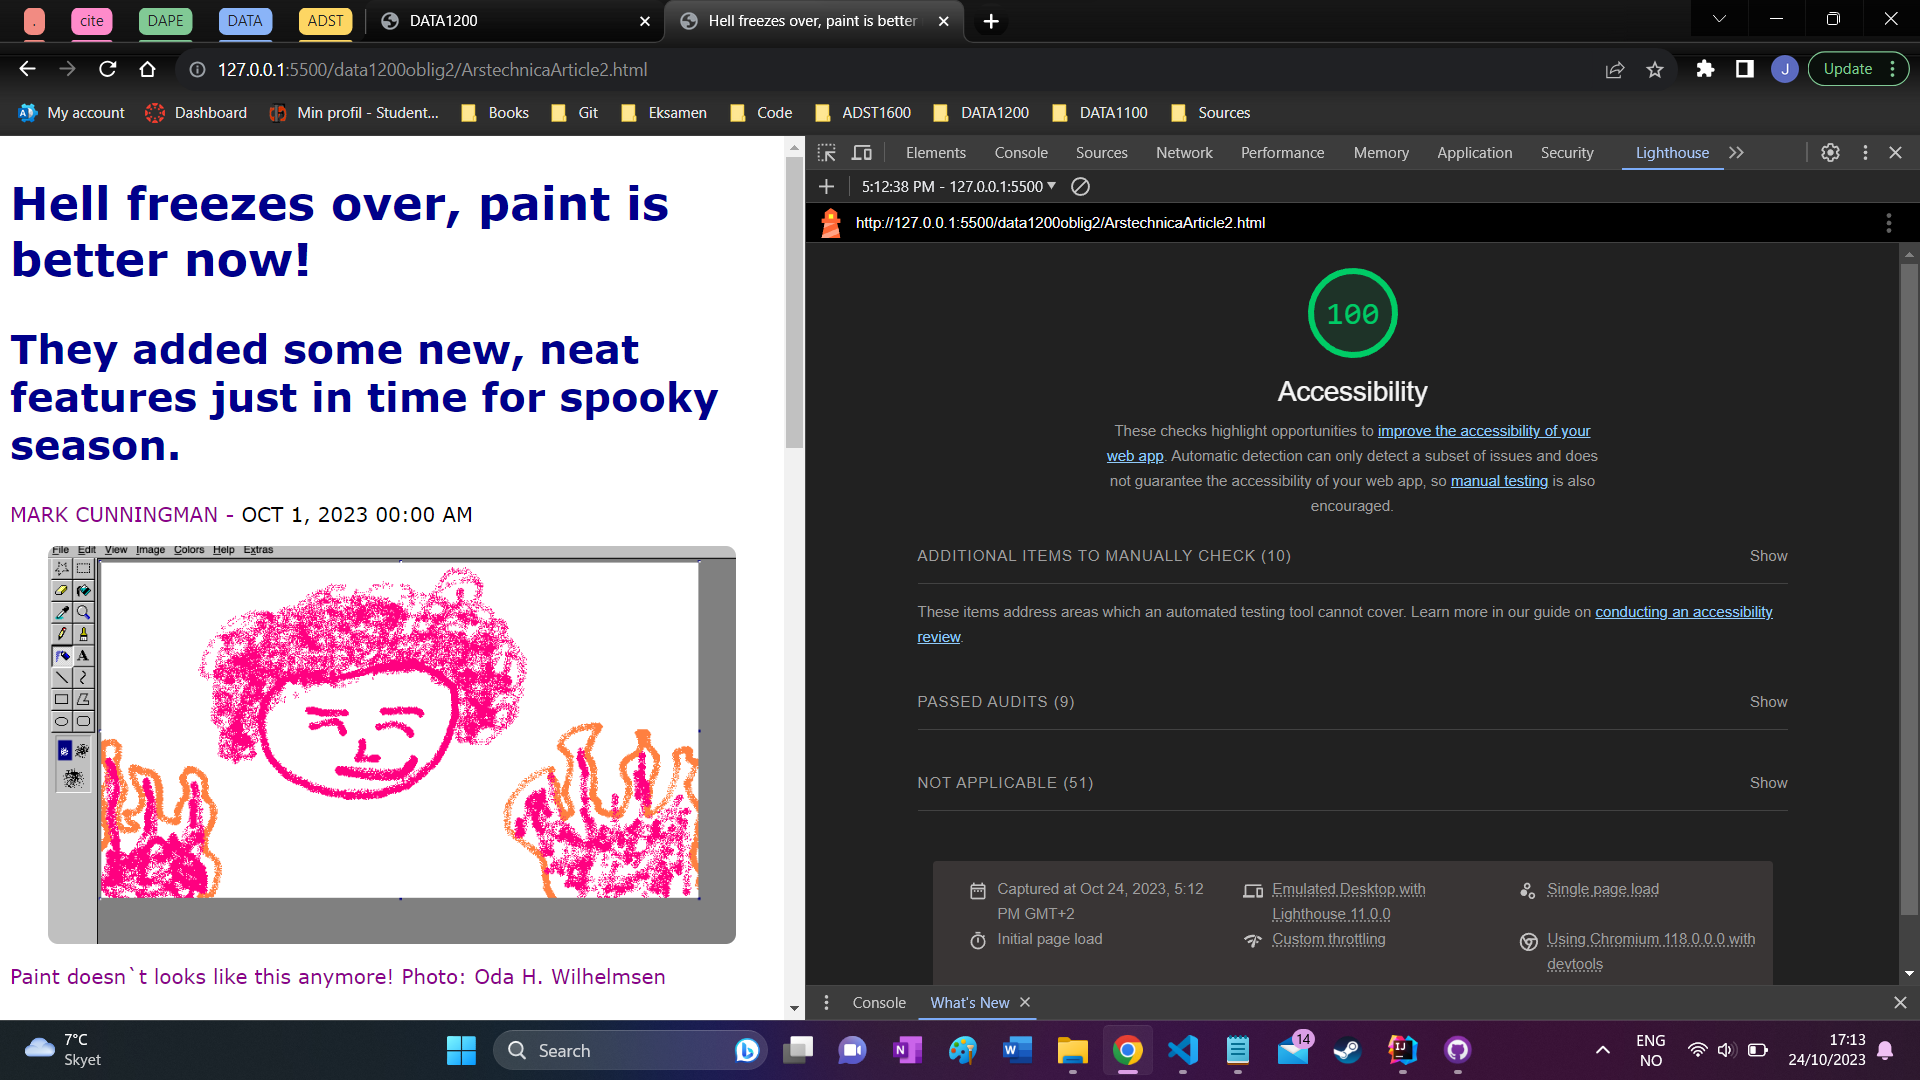 .
cite
DAPE
DATA
ADST
DATA1200
Hell freezes over, paint is better
127.0.0.1:5500/data1200oblig2/ArstechnicaArticle2.html
J
Update
My account
Dashboard
Min profil - Student...
Books
Git
Eksamen
Code
ADST1600
DATA1200
DATA1100
Sources
Hell freezes over, paint is
better now!
They added some new, neat
features just in time for spooky
season.
MARK CUNNINGMAN - OCT 1, 2023 00:00 AM
File Edit View Image Colors Help Extras
A
Paint doesn`t looks like this anymore! Photo: Oda H. Wilhelmsen
Elements
Console
Sources
Network
Performance
Memory
Application
Security
Lighthouse
5:12:38 PM - 127.0.0.1:5500
http://127.0.0.1:5500/data1200oblig2/ArstechnicaArticle2.html
100
Accessibility
These checks highlight opportunities to improve the accessibility of your
web app. Automatic detection can only detect a subset of issues and does
not guarantee the accessibility of your web app, so manual testing is also
encouraged.
ADDITIONAL ITEMS TO MANUALLY CHECK (10)
Show
These items address areas which an automated testing tool cannot cover. Learn more in our guide on conducting an accessibility
review.
PASSED AUDITS (9)
Show
NOT APPLICABLE (51)
Show
Captured at Oct 24, 2023, 5:12
PM GMT+2
Emulated Desktop with
Lighthouse 11.0.0
Single page load
Initial page load
Custom throttling
Using Chromium 118.0.0.0 with
devtools
Console
What's New
7°C
Skyet
Search
14
ENG
NO
17:13
24/10/2023